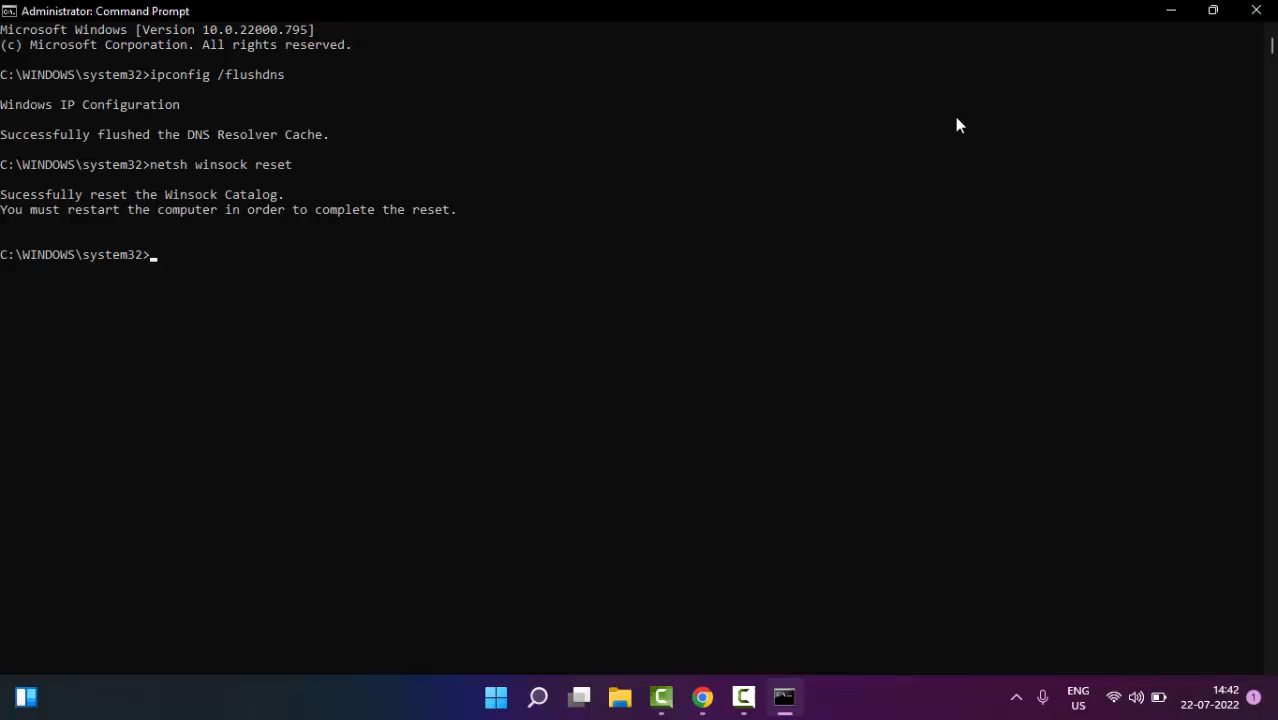 Administrator: Command Prompt
Microsoft Windows [Version 10.0.22000.795]
(c) Microsoft Corporation. All rights reserved.
C:\WINDOWS\system32>ipconfig /flushdns
Windows IP Configuration
Successfully flushed the DNS Resolver Cache.
C:\WINDOWS\system32>netsh winsock reset
Sucessfully reset the Winsock Catalog.
You must restart the computer in order to complete the reset.
C:\WINDOWS\system32>
ENG
US
14:42
22-07-2022
1